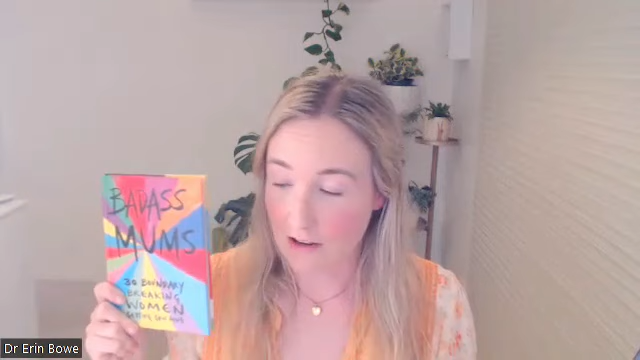 BADASS
MUMS
30 BOUNDARY
BREAKING
WOMEN
Dr Erin Bowe